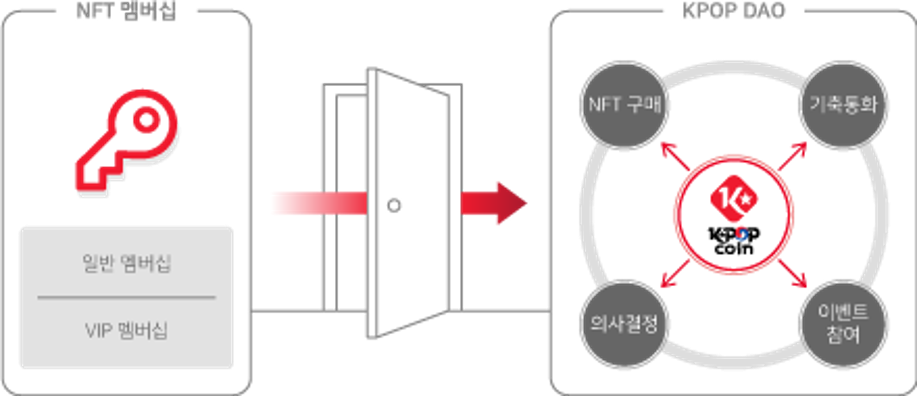 NFT 멤버십
일반 멤버십
VIP 멤버십
KPOP DAO
NFT 구매
기축통화
K-POP
coin
의사결정
이벤트
참여